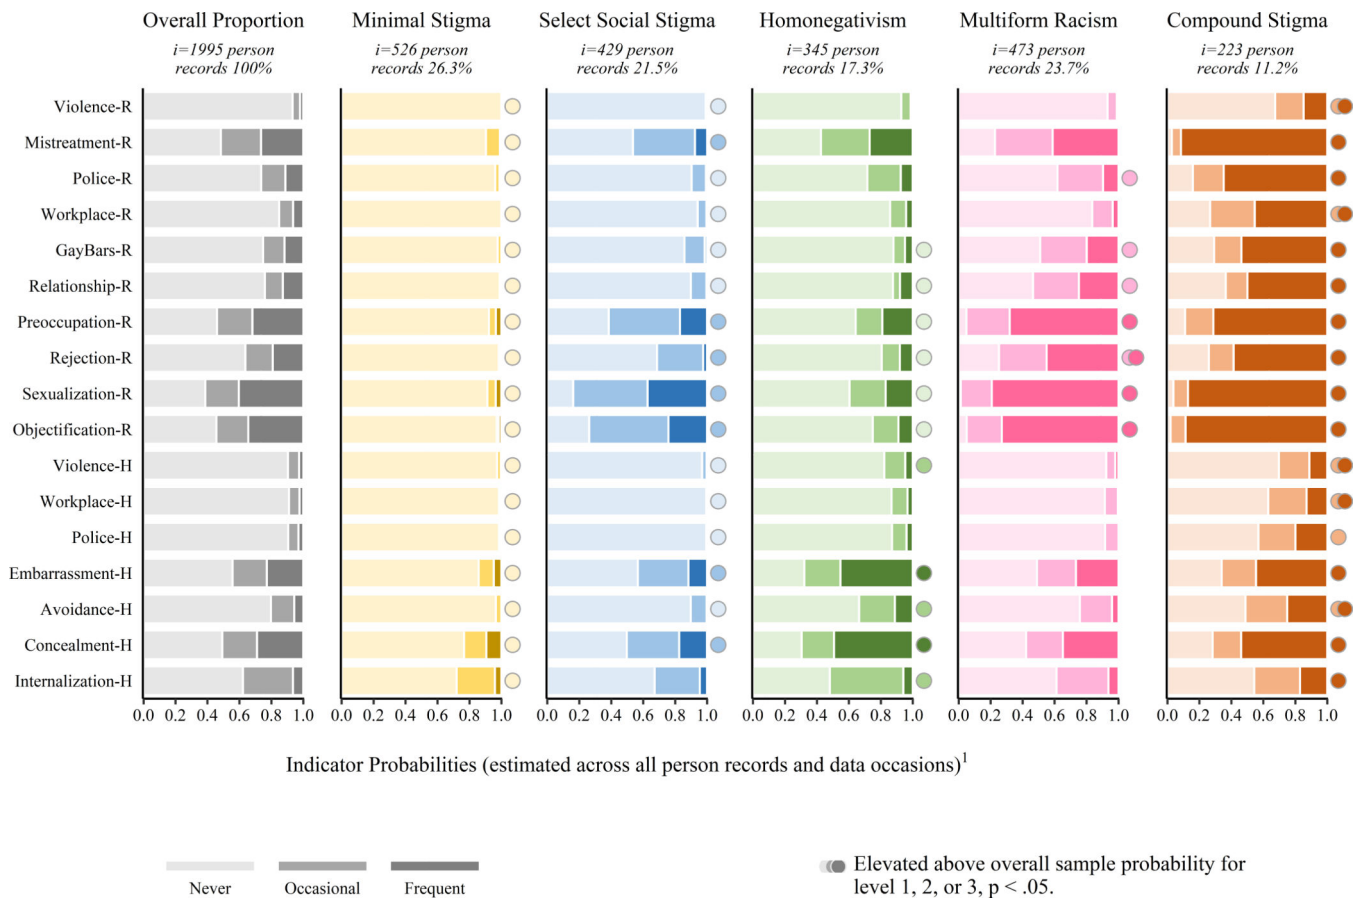 Overall Proportion Minimal Stigma Select Social Stigma Homonegativism Multiform Racism Compound Stigma
i=1995 person i=526 person i=429 person i=345 person i=473 person i=223 person
records 100% records 26.3% records 21.5% records 17.3% records 23.7% records 11.2%
Violence-R
Mistreatment-R
Police-R
Workplace-R
GayBars-R
Relationship-R
Preoccupation-R
Rejection-R
Sexualization-R
Objectification-R
Violence-H
Workplace-H
Police-H
Embarrassment-H
Avoidance-H
Concealment-H
Internalization-H
0.0 0.2 0.4 0.6 0.8 1.0 0.0 0.2 0.4 0.6 0.8 1.0 0.0 0.2 0.4 0.6 0.8 1.0 0.0 0.2 0.4 0.6 0.8 1.0 0.0 0.2 0.4 0.6 0.8 1.0 0.0 0.2 0.4 0.6 0.8 1.0
Indicator Probabilities (estimated across all person records and data occasions)¹
Never Occasional Frequent
Elevated above overall sample probability for
level 1, 2, or 3, p < .05.